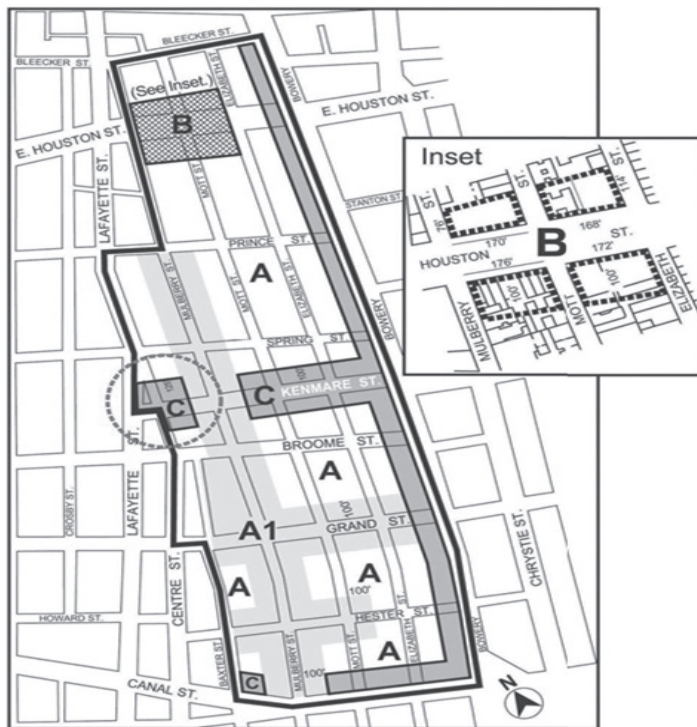 BLEECKER ST.
BLEECKER ST.
ELIZABETH ST.
BOWERY
(See Inset.)
E. HOUSTON ST.
B
E. HOUSTON ST.
MOTT ST.
LAFAYETTE ST.
STANTON ST.
PRINCE ST.
MULBERRY ST.
MOTT ST.
A
ELIZABETH ST.
BOWERY
SPRING ST.
100'
100'
C
C
KENMARE ST.
BROOME ST.
ST.
LAFAYETTE
CROSBY ST.
A
100'
A1
GRAND ST.
CENTRE ST.
A
A
100'
CHRYSTIE ST.
HOWARD ST.
HESTER ST.
BOWERY
BAXTER ST.
MULBERRY ST.
MOTT ST.
ELIZABETH ST.
A
C
100'
CANAL ST.
N
Inset
ST.
ST.
ST.
76'
114'
170'
168'
B
HOUSTON ST.
176'
172'
100'
100'
MULBERRY
MOTT
ELIZABETH